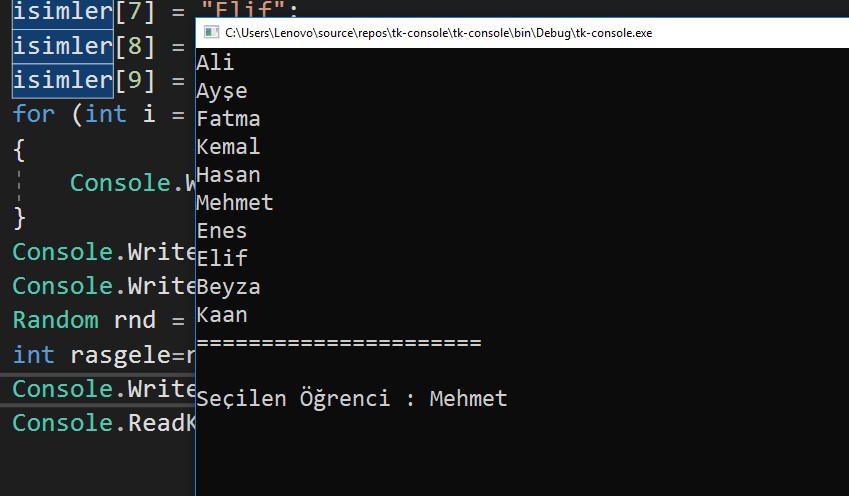 isimler[7] = "Elif";
isimler[8] =
isimler[9] =
for (int i =
{
Console.W
}
Console.Write
Console.Write
Random rnd =
int rasgele=r
Console.Write
Console.ReadK
C:\Users\Lenovo\source\repos\tk-console\tk-console\bin\Debug\tk-console.exe
Ali
Ayşe
Fatma
Kemal
Hasan
Mehmet
Enes
Elif
Beyza
Kaan
======================
Seçilen Öğrenci : Mehmet